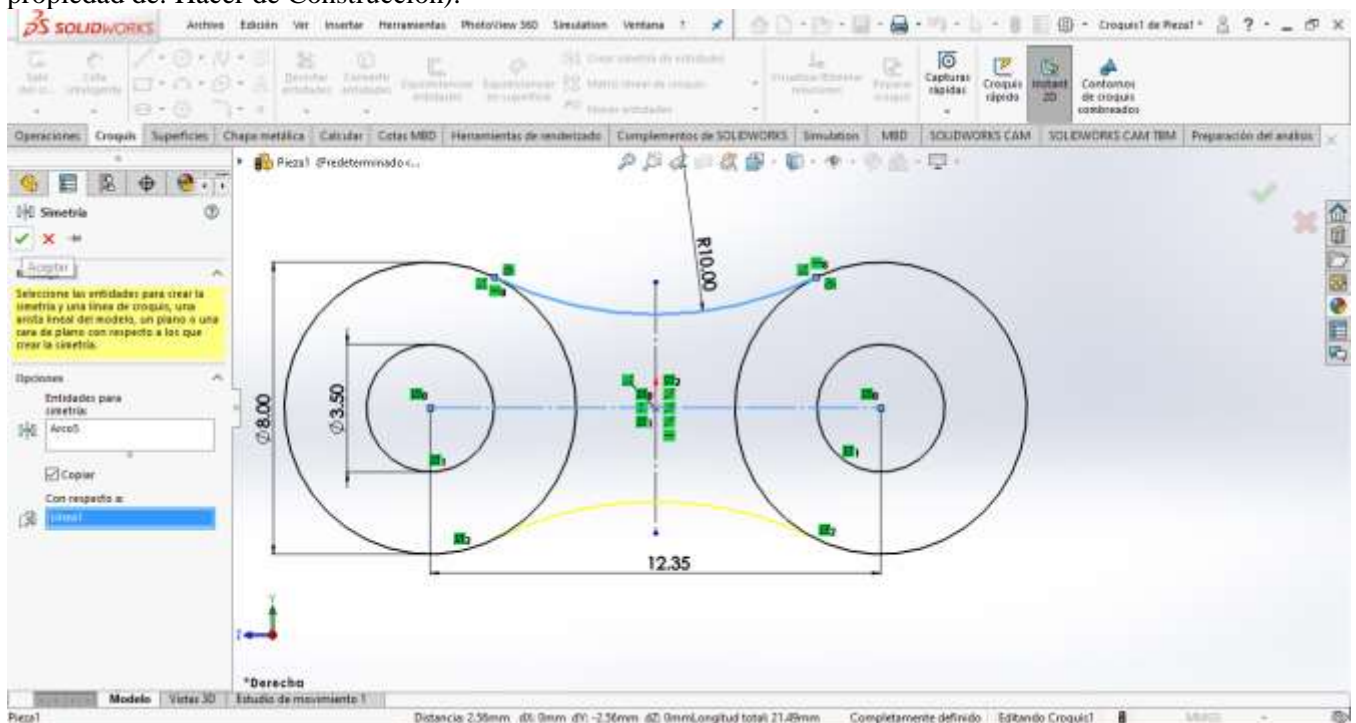 propiedad de: Hacer de Construcción).
SOLIDWORKS Archivo Edición Ver Insertar Herramientas PhotoView 360 Simulation Ventana ? Croquis1 de Pieza1 * ?
Capturas rápidas
Croquis rápido
Instant 2D
Contornos de croquis combinados
Operaciones Croquis Superficies Chapa metálica Calcular Cotas MBD Herramientas de renderizado Complementos de SOLIDWORKS Simulation MBD SOLIDWORKS CAM SOLIDWORKS CAM TBM Preparación del análisis
Pieza1 (Predeterminado<...
Simetría
Aceptar
Seleccione las entidades para crear la
simetría y una línea de croquis, una
arista lineal del modelo, un plano o una
cara de plano con respecto a los que
crear la simetría.
Opciones
Entidades para
simetría:
Arco5
Copiar
Con respecto a:
Línea1
R10.00
∅8.00
∅3.50
12.35
*Derecha
Modelo Vistas 3D Estudio de movimiento 1
Pieza1 Distancia: 2.56mm dX: 0mm dY: -2.56mm dZ: 0mm Longitud total: 21.49mm Completamente definido Editando Croquis1 MMGS